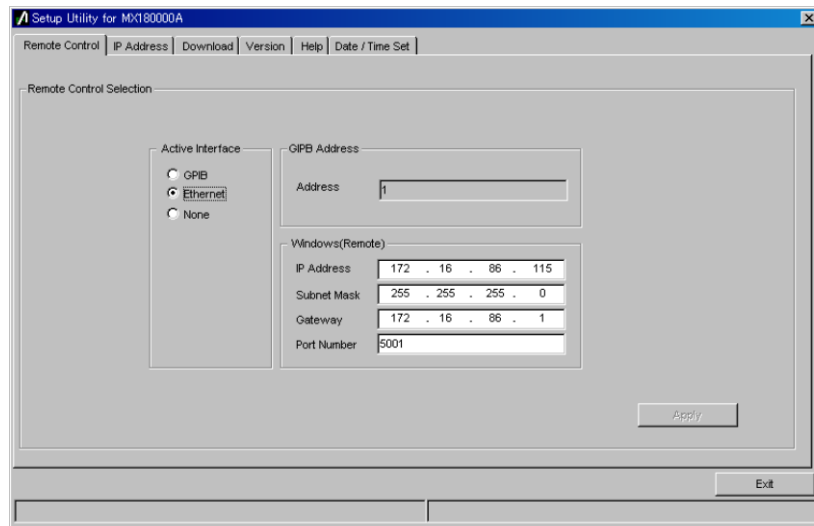 Setup Utility for MX180000A
Remote Control IP Address Download Version Help Date / Time Set
Remote Control Selection
Active Interface
GPIB
Ethernet
None
GIPB Address
Address 1
Windows(Remote)
IP Address 172 . 16 . 86 . 115
Subnet Mask 255 . 255 . 255 . 0
Gateway 172 . 16 . 86 . 1
Port Number 5001
Apply
Exit